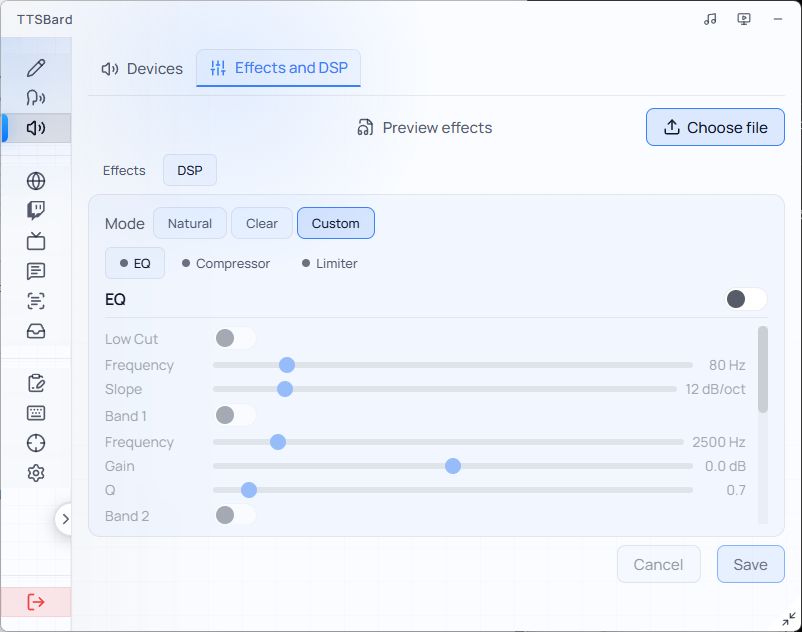 TTSBard
Devices
Effects and DSP
Preview effects
Choose file
Effects
DSP
Mode
Natural
Clear
Custom
EQ
Compressor
Limiter
EQ
Low Cut
Frequency
80 Hz
Slope
12 dB/oct
Band 1
Frequency
2500 Hz
Gain
0.0 dB
Q
0.7
Band 2
Cancel
Save